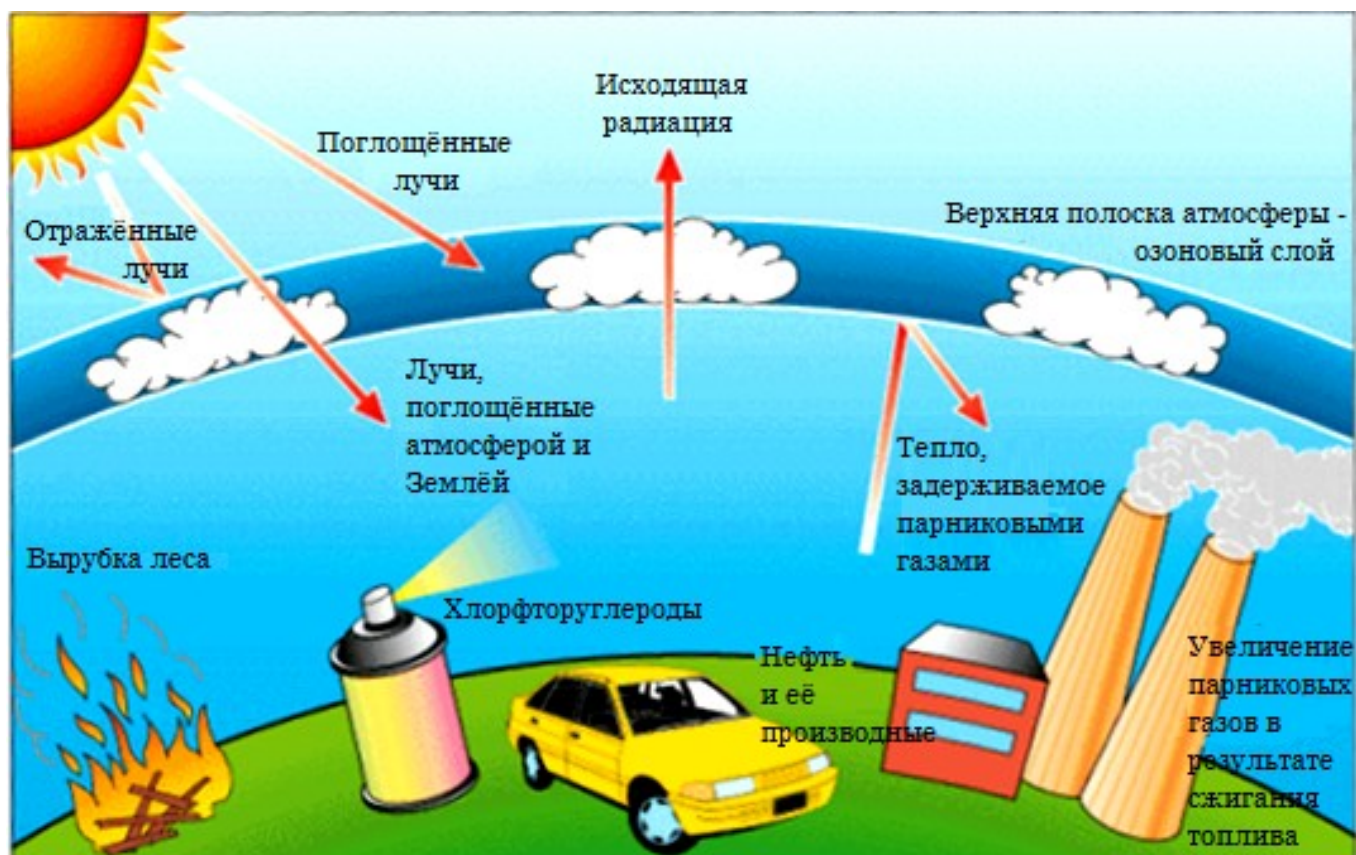 Исходящая
радиация
Поглощённые
лучи
Отражённые
лучи
Верхняя полоска атмосферы -
озоновый слой
Лучи,
поглощённые
атмосферой и
Землёй
Тепло,
задерживаемое
парниковыми
газами
Вырубка леса
Хлорфторуглероды
Нефть
и её
производные
Увеличение
парниковых
газов в
результате
сжигания
топлива